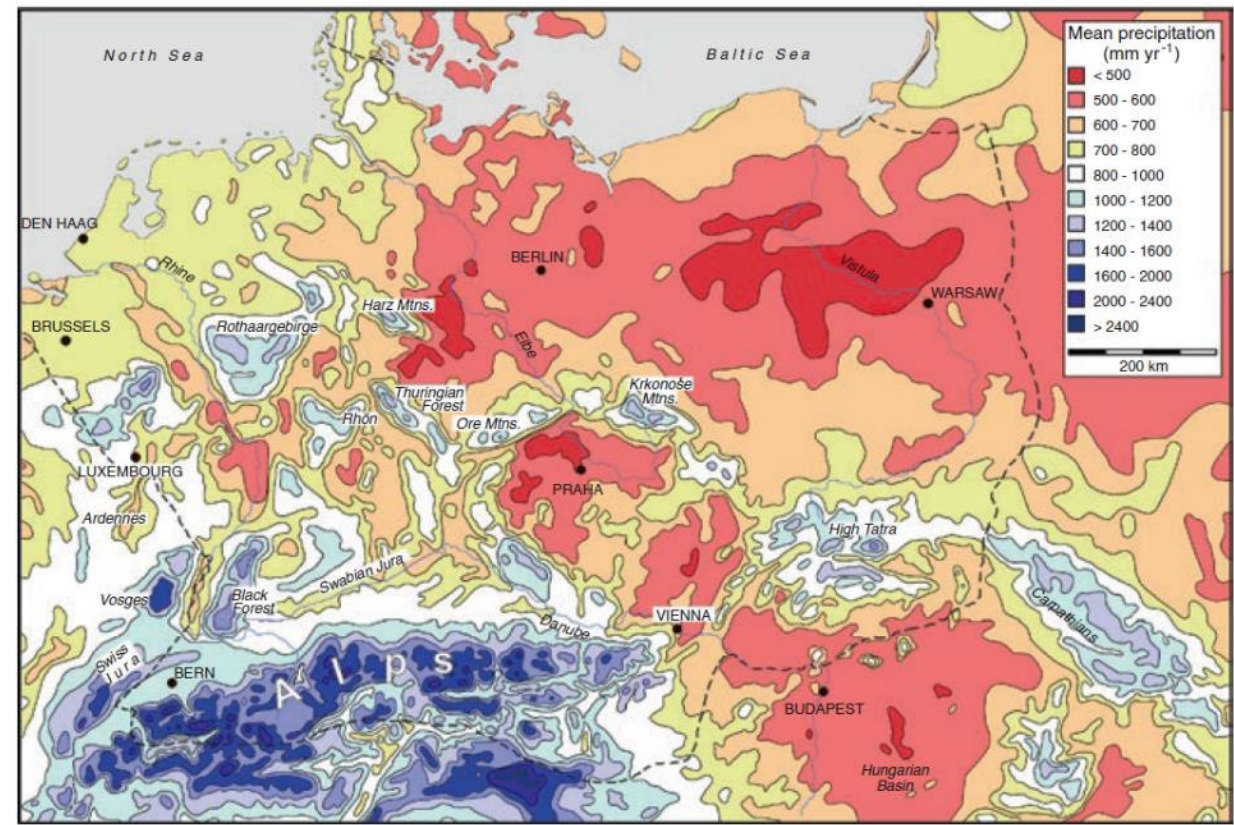 North Sea
Baltic Sea
Mean precipitation
(mm yr-1)
< 500
500 - 600
600 - 700
700 - 800
800 - 1000
1000 - 1200
1200 - 1400
1400 - 1600
1600 - 2000
2000 - 2400
> 2400
200 km
DEN HAAG
Rhine
BERLIN
Vistula
WARSAW
Harz Mtns.
BRUSSELS
Rothaargebirge
Elbe
Thuringian
Forest
Krkonoše
Mtns.
Rhön
Ore Mtns.
LUXEMBOURG
PRAHA
Ardennes
High Tatra
Swabian Jura
Vosges
Black
Forest
Danube
VIENNA
Carpathians
Swiss
Jura
BERN
Alps
BUDAPEST
Hungarian
Basin